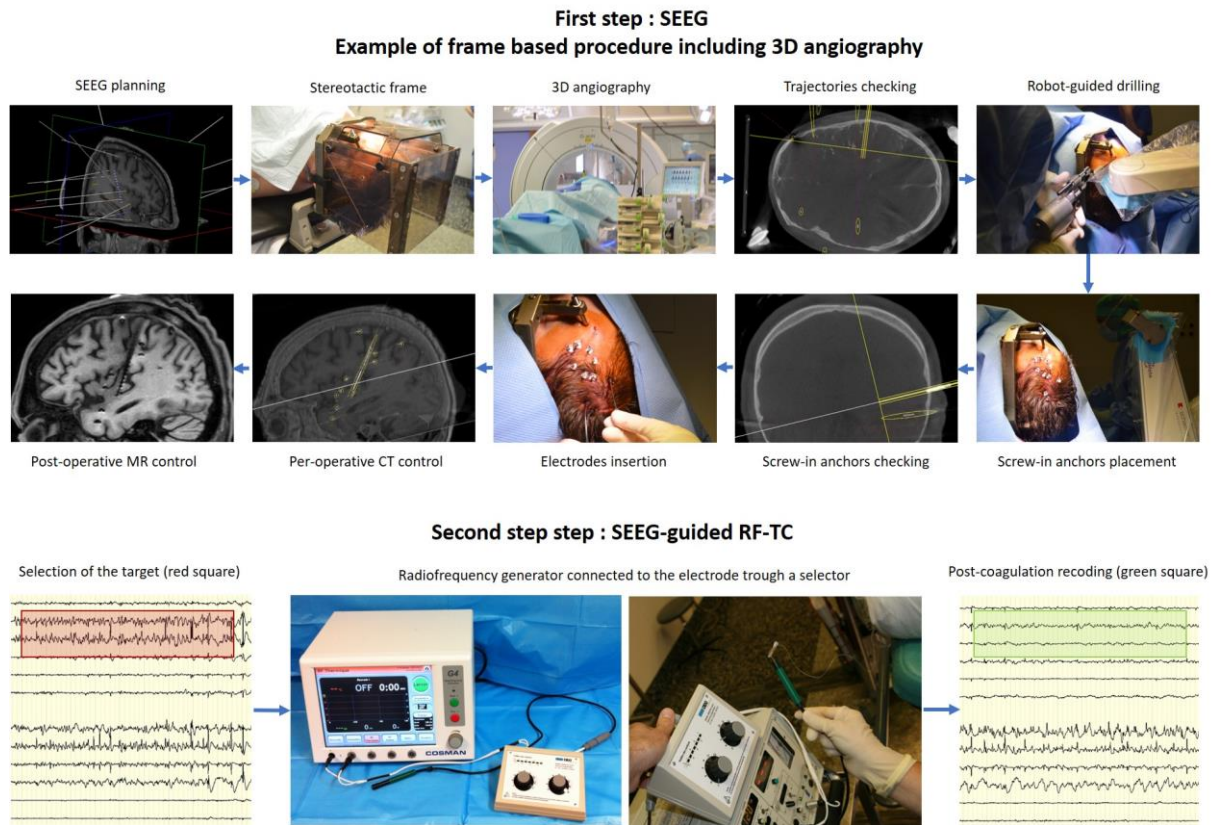 First step : SEEG
Example of frame based procedure including 3D angiography
SEEG planning
Stereotactic frame
3D angiography
Trajectories checking
Robot-guided drilling
Post-operative MR control
Per-operative CT control
Electrodes insertion
Screw-in anchors checking
Screw-in anchors placement
Second step step : SEEG-guided RF-TC
Selection of the target (red square)
Radiofrequency generator connected to the electrode trough a selector
Post-coagulation recoding (green square)
OFF 0:00
G4
COSMAN